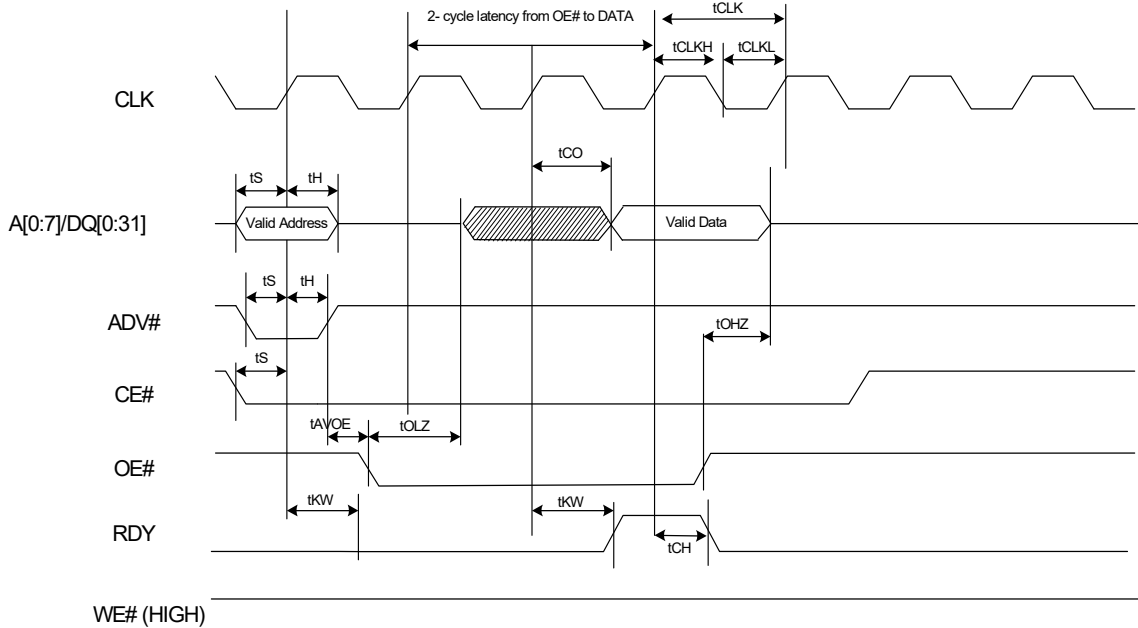 2- cycle latency from OE# to DATA
tCLK
tCLKH
tCLKL
CLK
tCO
tS
tH
A[0:7]/DQ[0:31]
Valid Address
Valid Data
tS
tH
ADV#
tOHZ
tS
CE#
tAVOE
tOLZ
OE#
tKW
tKW
RDY
tCH
WE# (HIGH)